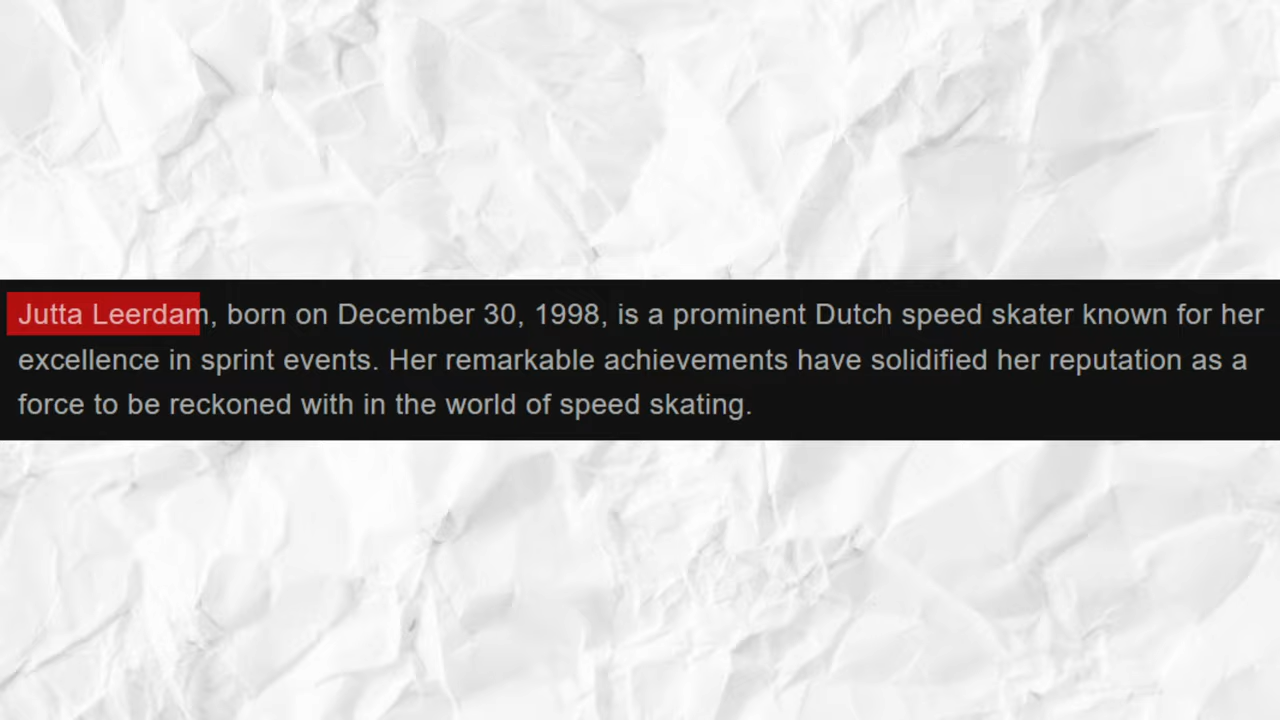 Jutta Leerdam, born on December 30, 1998, is a prominent Dutch speed skater known for her
excellence in sprint events. Her remarkable achievements have solidified her reputation as a
force to be reckoned with in the world of speed skating.